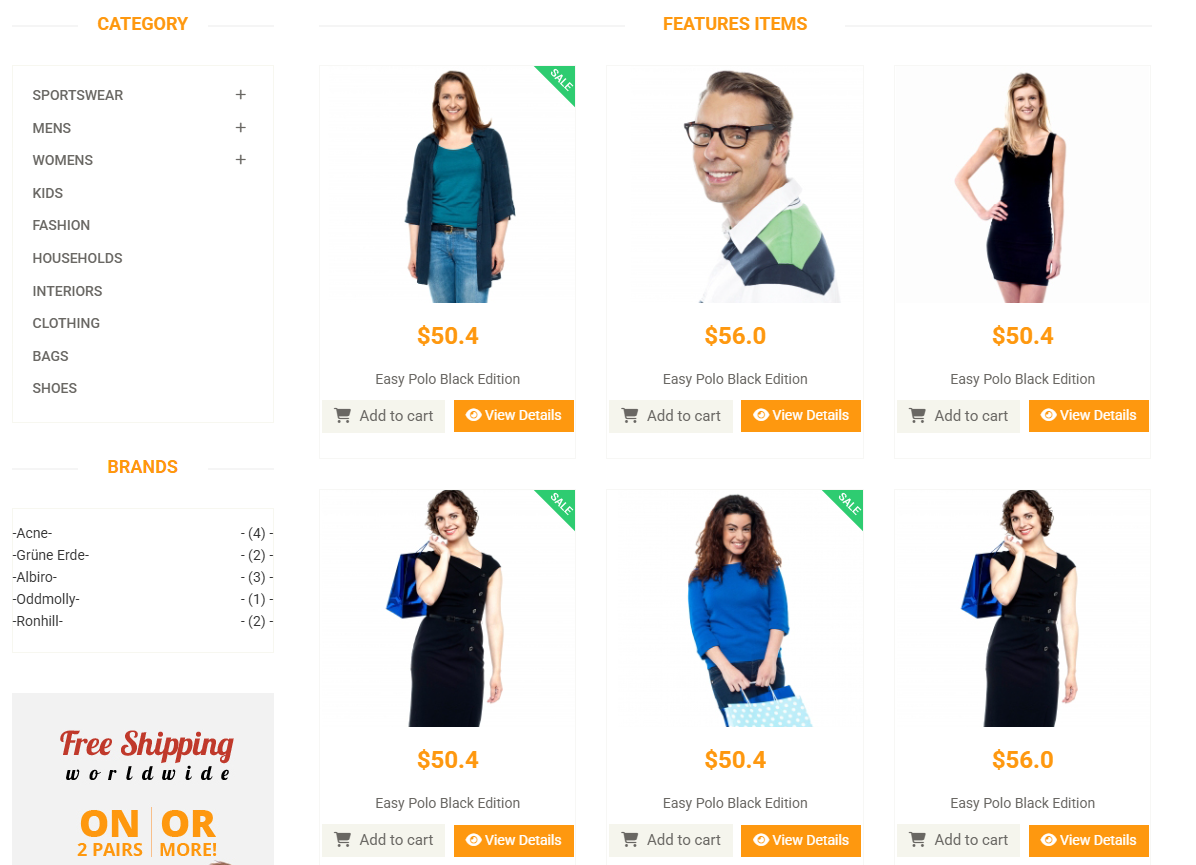 CATEGORY
SPORTSWEAR
MENS
WOMENS
KIDS
FASHION
HOUSEHOLDS
INTERIORS
CLOTHING
BAGS
SHOES
BRANDS
-Acne- - (4) -
-Grüne Erde- - (2) -
-Albiro- - (3) -
-Oddmolly- - (1) -
-Ronhill- - (2) -
Free Shipping
worldwide
ON OR
2 PAIRS MORE!
FEATURES ITEMS
SALE
$50.4 $56.0 $50.4
Easy Polo Black Edition Easy Polo Black Edition Easy Polo Black Edition
Add to cart View Details Add to cart View Details Add to cart View Details
SALE SALE
$50.4 $50.4 $56.0
Easy Polo Black Edition Easy Polo Black Edition Easy Polo Black Edition
Add to cart View Details Add to cart View Details Add to cart View Details